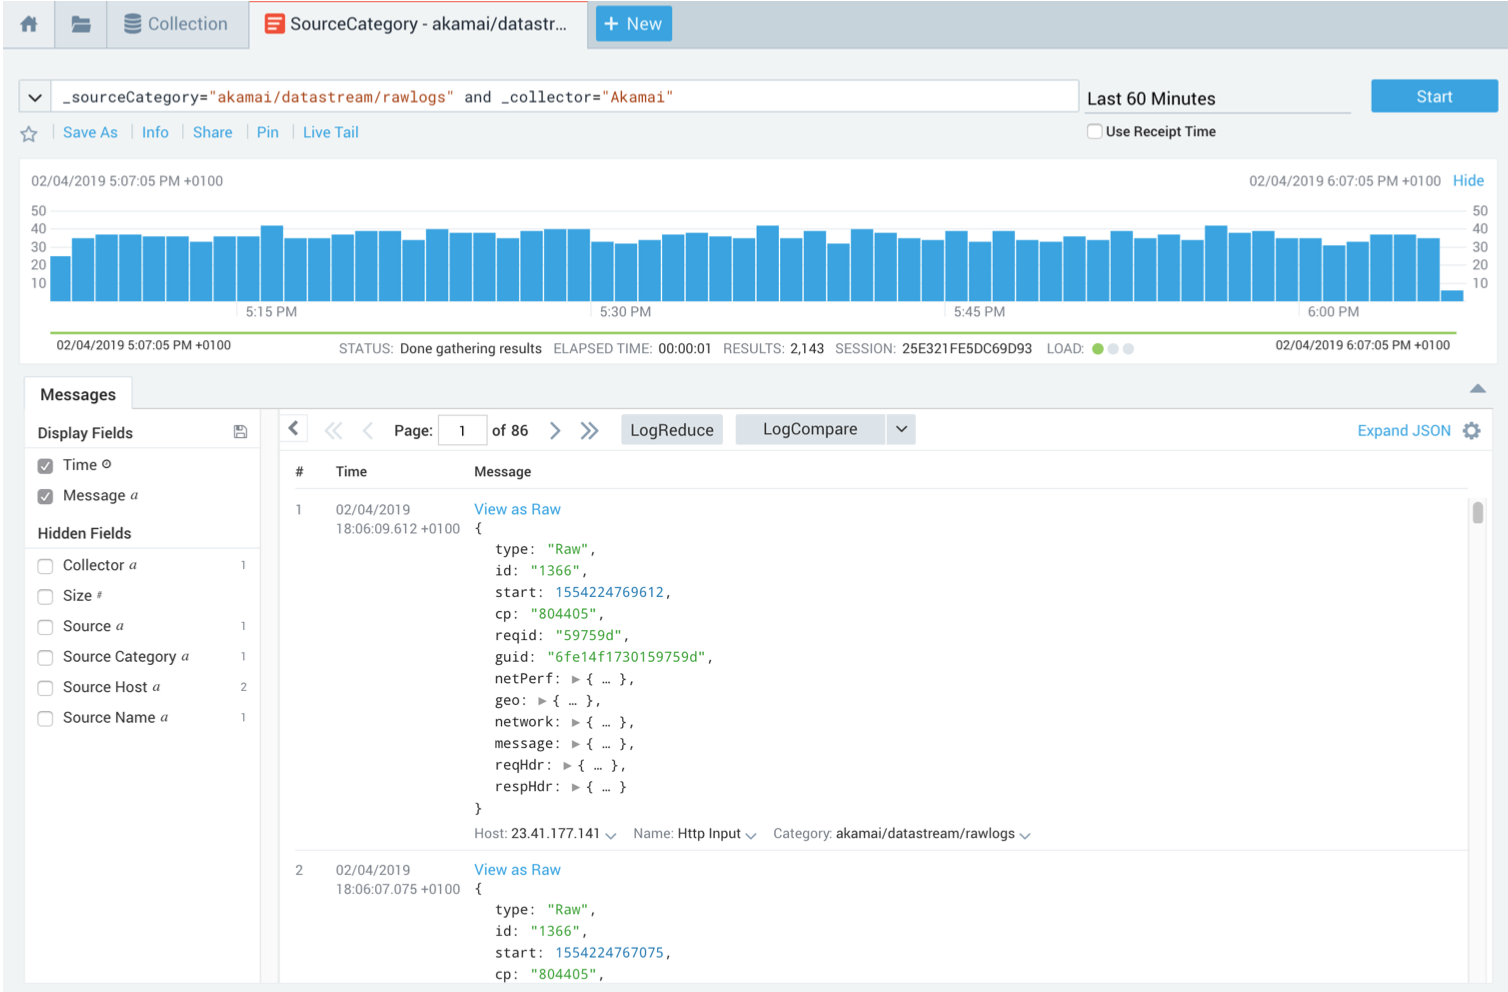 Collection
SourceCategory - akamai/datastr...
+ New
_sourceCategory="akamai/datastream/rawlogs" and _collector="Akamai"
Last 60 Minutes
Start
Save As
Info
Share
Pin
Live Tail
Use Receipt Time
02/04/2019 5:07:05 PM +0100
02/04/2019 6:07:05 PM +0100
Hide
50
40
30
20
10
50
40
30
20
10
5:15 PM
5:30 PM
5:45 PM
6:00 PM
02/04/2019 5:07:05 PM +0100
STATUS: Done gathering results ELAPSED TIME: 00:00:01 RESULTS: 2,143 SESSION: 25E321FE5DC69D93 LOAD:
02/04/2019 6:07:05 PM +0100
Messages
Display Fields
Time
Message a
Hidden Fields
Collector a 1
Size #
Source a 1
Source Category a 1
Source Host a 2
Source Name a 1
Page: 1 of 86
LogReduce
LogCompare
Expand JSON
# Time Message
1
02/04/2019
18:06:09.612 +0100
View as Raw
{
type: "Raw",
id: "1366",
start: 1554224769612,
cp: "804405",
reqid: "59759d",
guid: "6fe14f1730159759d",
netPerf: ▶ { … },
geo: ▶ { … },
network: ▶ { … },
message: ▶ { … },
reqHdr: ▶ { … },
respHdr: ▶ { … }
}
Host: 23.41.177.141 Name: Http Input Category: akamai/datastream/rawlogs
2
02/04/2019
18:06:07.075 +0100
View as Raw
{
type: "Raw",
id: "1366",
start: 1554224767075,
cp: "804405",